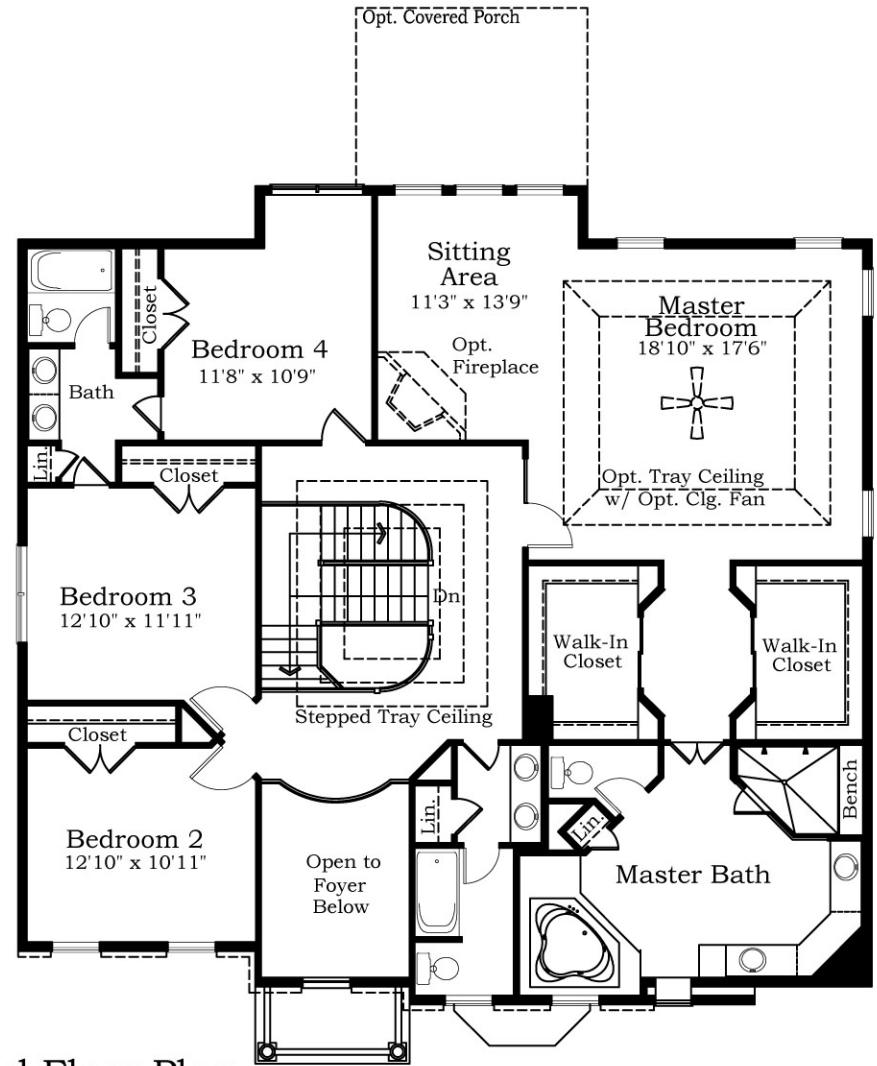 Opt. Covered Porch
Sitting
Area
11'3" x 13'9"
Master
Bedroom
18'10" x 17'6"
Closet
Bedroom 4
11'8" x 10'9"
Opt.
Fireplace
Bath
Lin.
Closet
Opt. Tray Ceiling
w/ Opt. Clg. Fan
Bedroom 3
12'10" x 11'11"
Dn
Walk-In
Closet
Walk-In
Closet
Stepped Tray Ceiling
Closet
Bench
Lin.
Lin.
Bedroom 2
12'10" x 10'11"
Open to
Foyer
Below
Master Bath